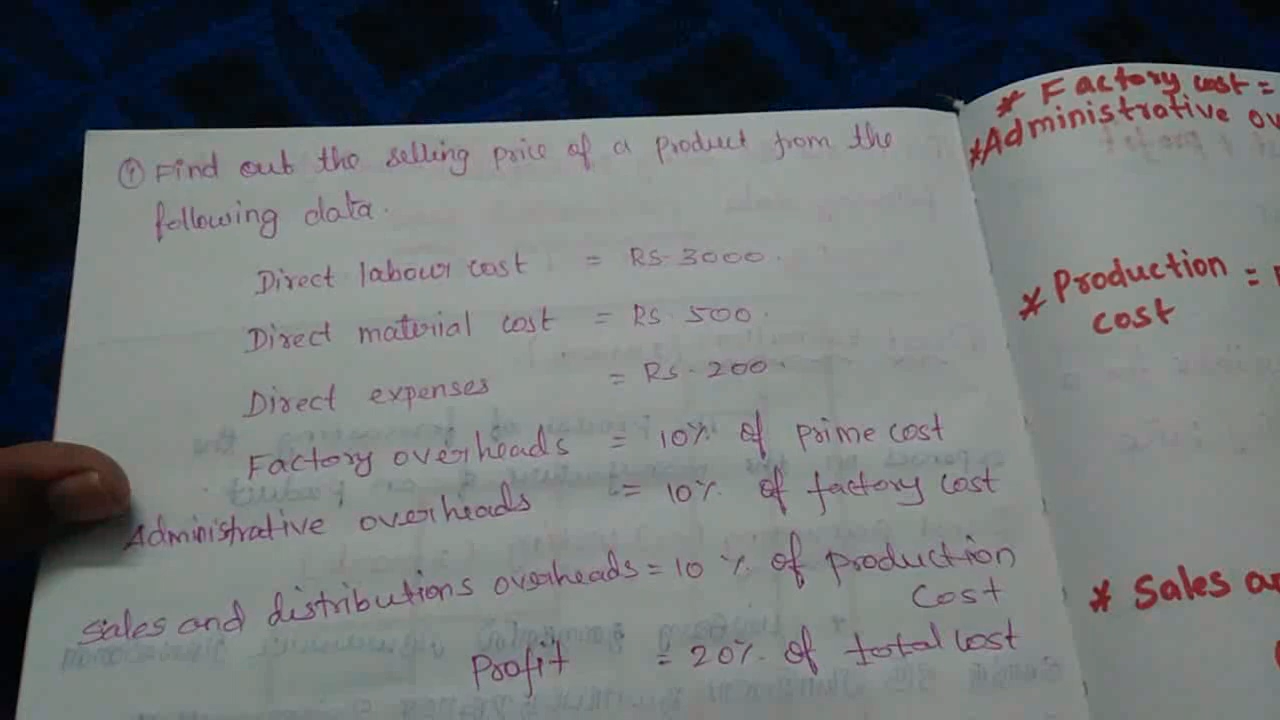 ① Find out the selling price of a product from the
following data.
Direct labour cost = Rs. 3000.
Direct material cost = Rs. 500.
Direct expenses = Rs. 200.
Factory overheads = 10% of prime cost
Administrative overheads = 10% of factory cost
Sales and distributions overheads = 10 % of production
cost
Profit = 20% of total cost
* Factory cost =
*Administrative ov
* Production =
cost
* Sales a